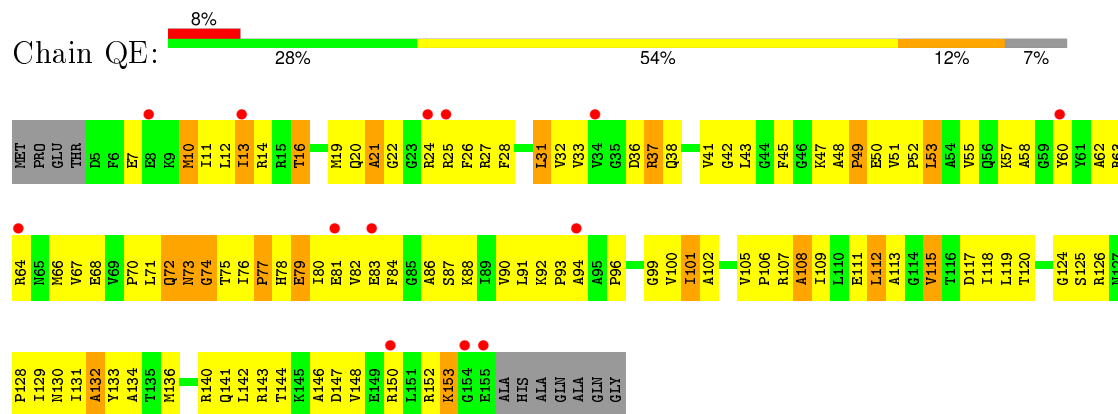 8%
Chain QE:
28% 54% 12% 7%
MET PRO GLU THR D5 F6 E7 E8 K9 M10 I11 L12 I13 R14 R15 T16 M19 Q20 A21 G22 G23 R24 R25 F26 R27 F28 L31 V32 V33 V34 G35 D36 R37 Q38 V41 G42 L43 G44 F45 G46 K47 A48 P49 E50 V51 P52 L53 A54 V55 Q56 K57 A58 G59 Y60 Y61 A62 R63
R64 N65 M66 V67 E68 V69 P70 L71 Q72 N73 G74 T75 I76 P77 H78 E79 I80 E81 V82 E83 F84 G85 A86 S87 K88 I89 V90 L91 K92 P93 A94 A95 P96 G99 V100 I101 A102 V105 P106 R107 A108 I109 L110 E111 L112 A113 G114 V115 T116 D117 I118 L119 T120 G124 S125 R126 N127
P128 I129 N130 I131 A132 Y133 A134 T135 M136 R140 Q141 L142 R143 T144 K145 A146 D147 V148 E149 R150 L151 R152 K153 G154 E155 ALA HIS ALA GLN ALA GLN GLY